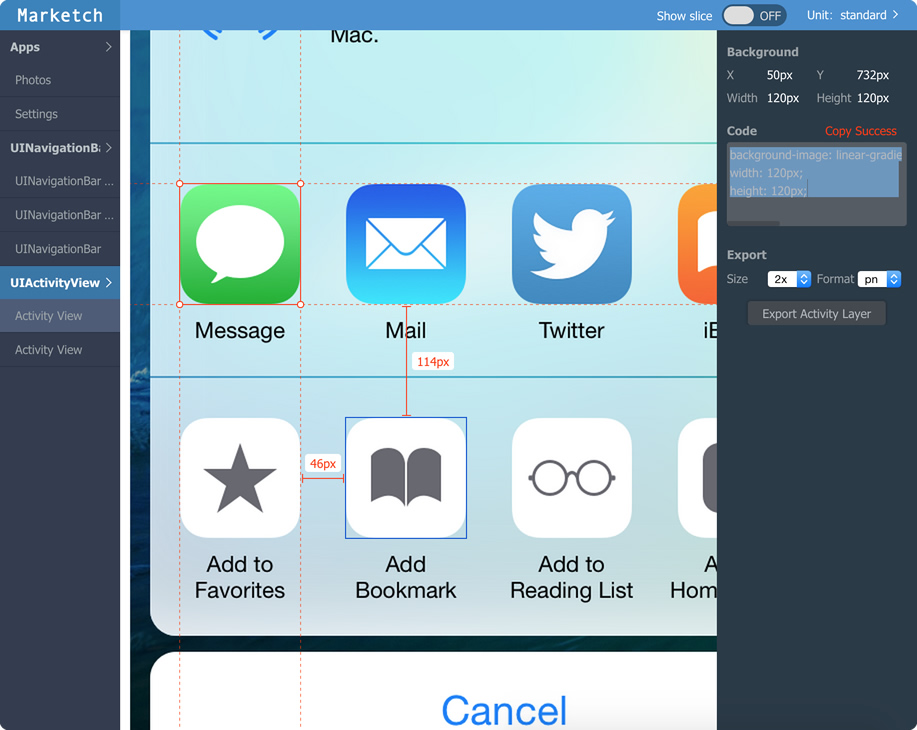 Marketch
Show slice
OFF
Unit:
standard
Apps
Photos
Settings
UINavigationBa
UINavigationBar ...
UINavigationBar ...
UINavigationBar
UIActivityView
Activity View
Activity View
Mac.
Message
Mail
Twitter
iB
114px
46px
Add to
Favorites
Add
Bookmark
Add to
Reading List
A
Hom
Cancel
Background
X 50px Y 732px
Width 120px Height 120px
Code
Copy Success
background-image: linear-gradie
width: 120px;
height: 120px;
Export
Size 2x Format pn
Export Activity Layer